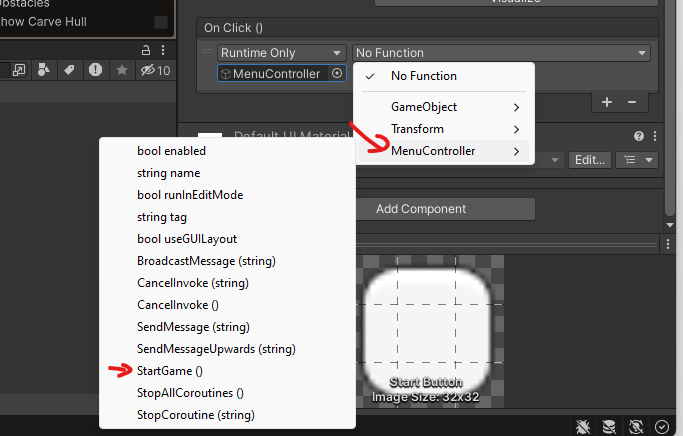 Obstacles
how Carve Hull
10
Visualize
On Click ()
Runtime Only
No Function
MenuController
No Function
GameObject
Transform
MenuController
Default UI Material
Edit...
Add Component
bool enabled
string name
bool runInEditMode
string tag
bool useGUILayout
BroadcastMessage (string)
CancelInvoke (string)
CancelInvoke ()
SendMessage (string)
SendMessageUpwards (string)
StartGame ()
StopAllCoroutines ()
StopCoroutine (string)
Start Button
Image Size: 32x32